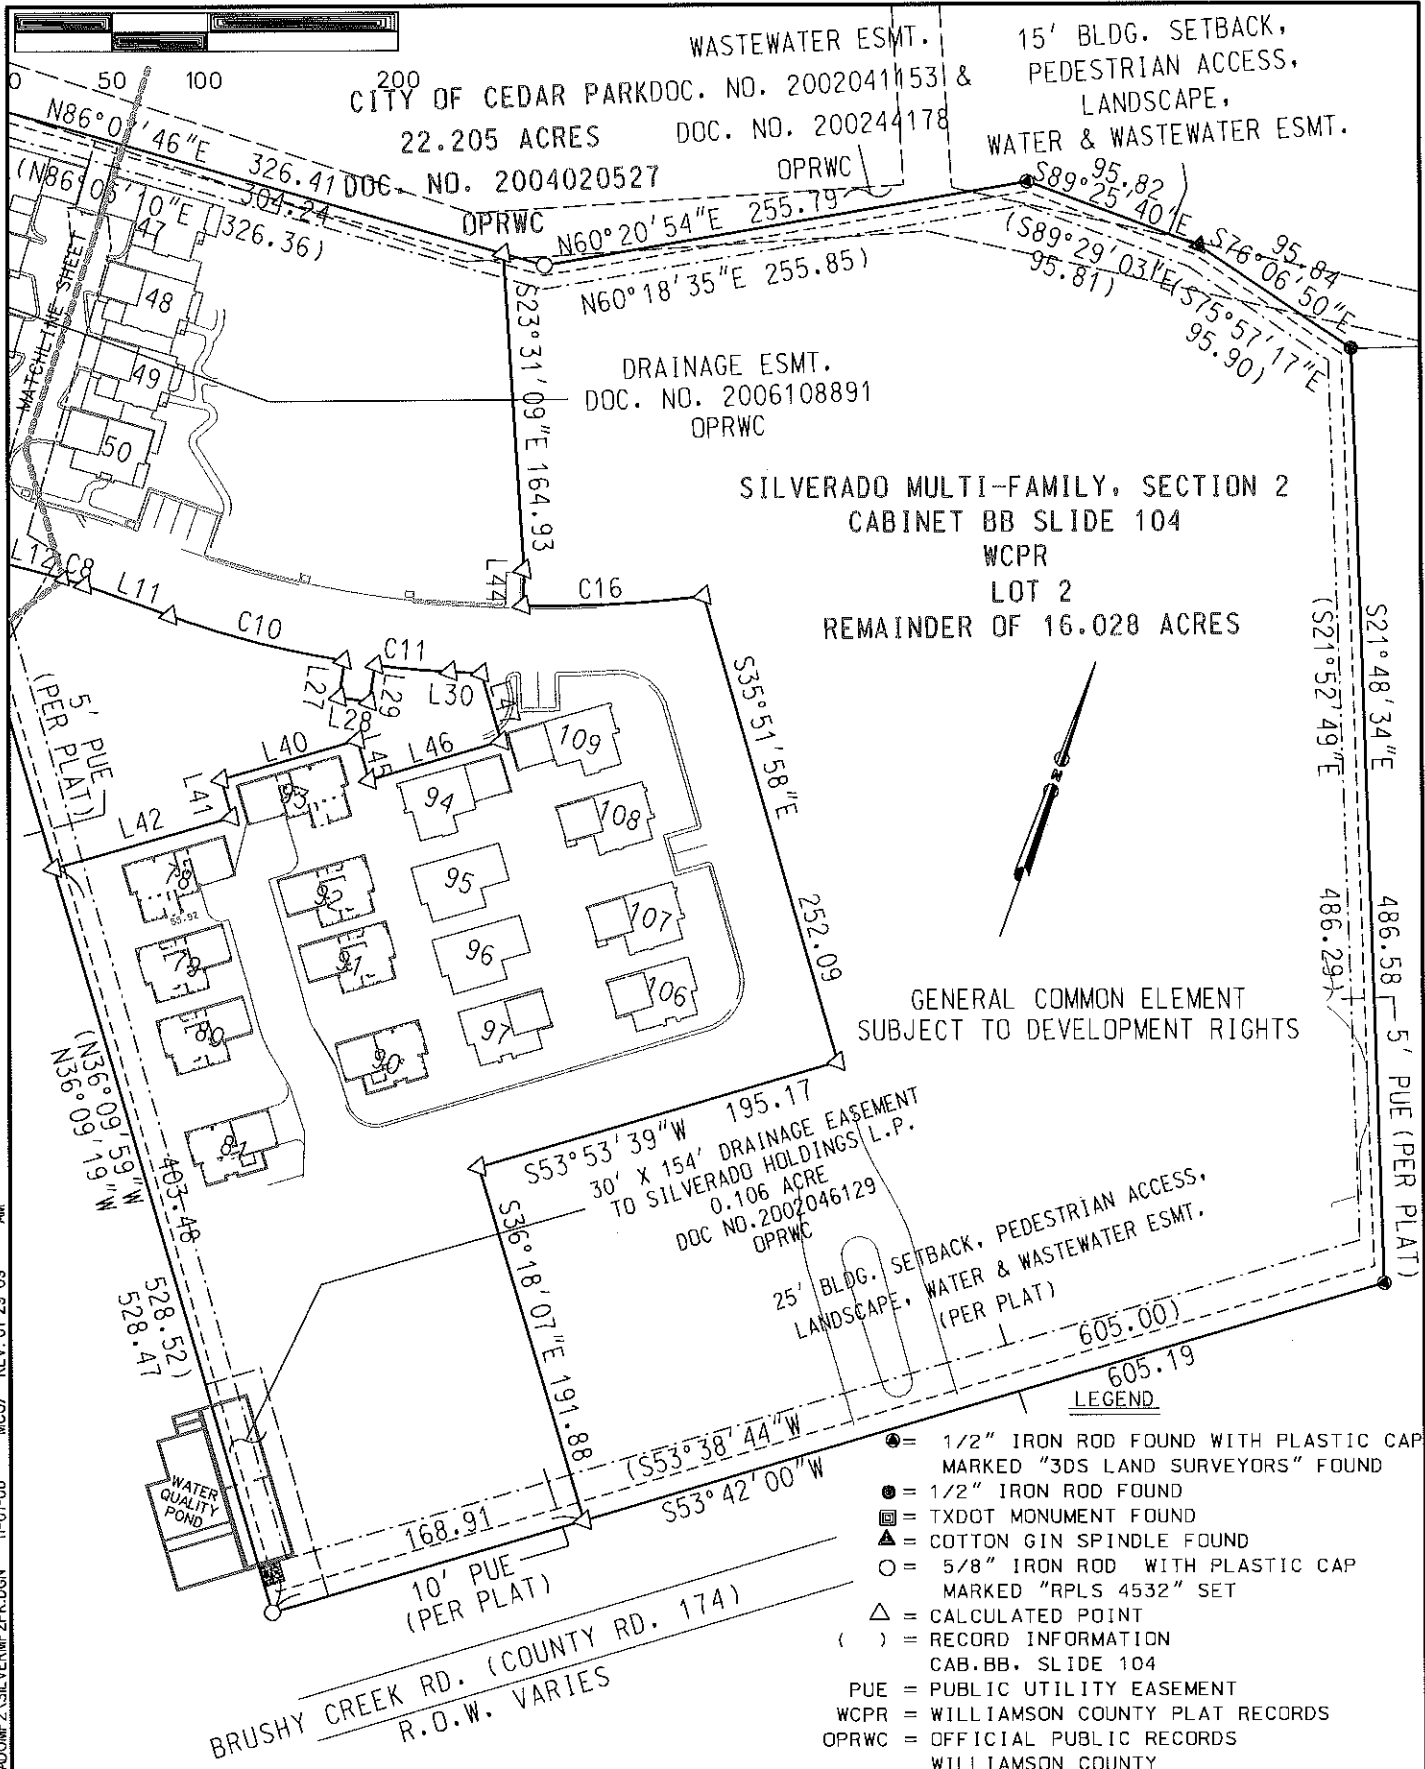 0 50 100 200
WASTEWATER ESMT.
DOC. NO. 2002041153 &
DOC. NO. 200244178
OPRWC
15' BLDG. SETBACK,
PEDESTRIAN ACCESS,
LANDSCAPE,
WATER & WASTEWATER ESMT.
CITY OF CEDAR PARK
22.205 ACRES
DOC. NO. 2004020527
OPRWC
326.41
304.24
326.36)
N60°20'54"E 255.79
N60°18'35"E 255.85)
S89°25'40"E
95.82
(S89°29'03"E
95.81)
S76°06'50"E
95.84
(S75°57'17"E
95.90)
MATCHLINE SHEET
47
48
49
50
S23°31'09"E 164.93
DRAINAGE ESMT.
DOC. NO. 2006108891
OPRWC
SILVERADO MULTI-FAMILY, SECTION 2
CABINET BB SLIDE 104
WCPR
LOT 2
REMAINDER OF 16.028 ACRES
L12
C8
L11
C10
L44
C16
C11
L27
L28
L29
L30
L40
L41
L42
L45
L46
5' PUE
(PER PLAT)
S35°51'58"E
252.09
S21°48'34"E
486.58
(S21°52'49"E
486.29)
5' PUE (PER PLAT)
109
93
94
108
78
92
95
107
79
91
96
106
80
90
97
GENERAL COMMON ELEMENT
SUBJECT TO DEVELOPMENT RIGHTS
(N36°09'59"W
N36°09'19"W
403.48
528.52)
528.47
S53°53'39"W
195.17
30' X 154' DRAINAGE EASEMENT
TO SILVERADO HOLDINGS L.P.
0.106 ACRE
DOC NO.2002046129
OPRWC
S36°18'07"E 191.88
25' BLDG. SETBACK, PEDESTRIAN ACCESS,
LANDSCAPE, WATER & WASTEWATER ESMT.
(PER PLAT)
605.00)
605.19
(S53°38'44"W
S53°42'00"W
168.91
WATER
QUALITY
POND
10' PUE
(PER PLAT)
BRUSHY CREEK RD. (COUNTY RD. 174)
R.O.W. VARIES
LEGEND
= 1/2" IRON ROD FOUND WITH PLASTIC CAP
MARKED "3DS LAND SURVEYORS" FOUND
= 1/2" IRON ROD FOUND
= TXDOT MONUMENT FOUND
= COTTON GIN SPINDLE FOUND
= 5/8" IRON ROD WITH PLASTIC CAP
MARKED "RPLS 4532" SET
= CALCULATED POINT
( ) = RECORD INFORMATION
CAB.BB, SLIDE 104
PUE = PUBLIC UTILITY EASEMENT
WCPR = WILLIAMSON COUNTY PLAT RECORDS
OPRWC = OFFICIAL PUBLIC RECORDS
WILLIAMSON COUNTY